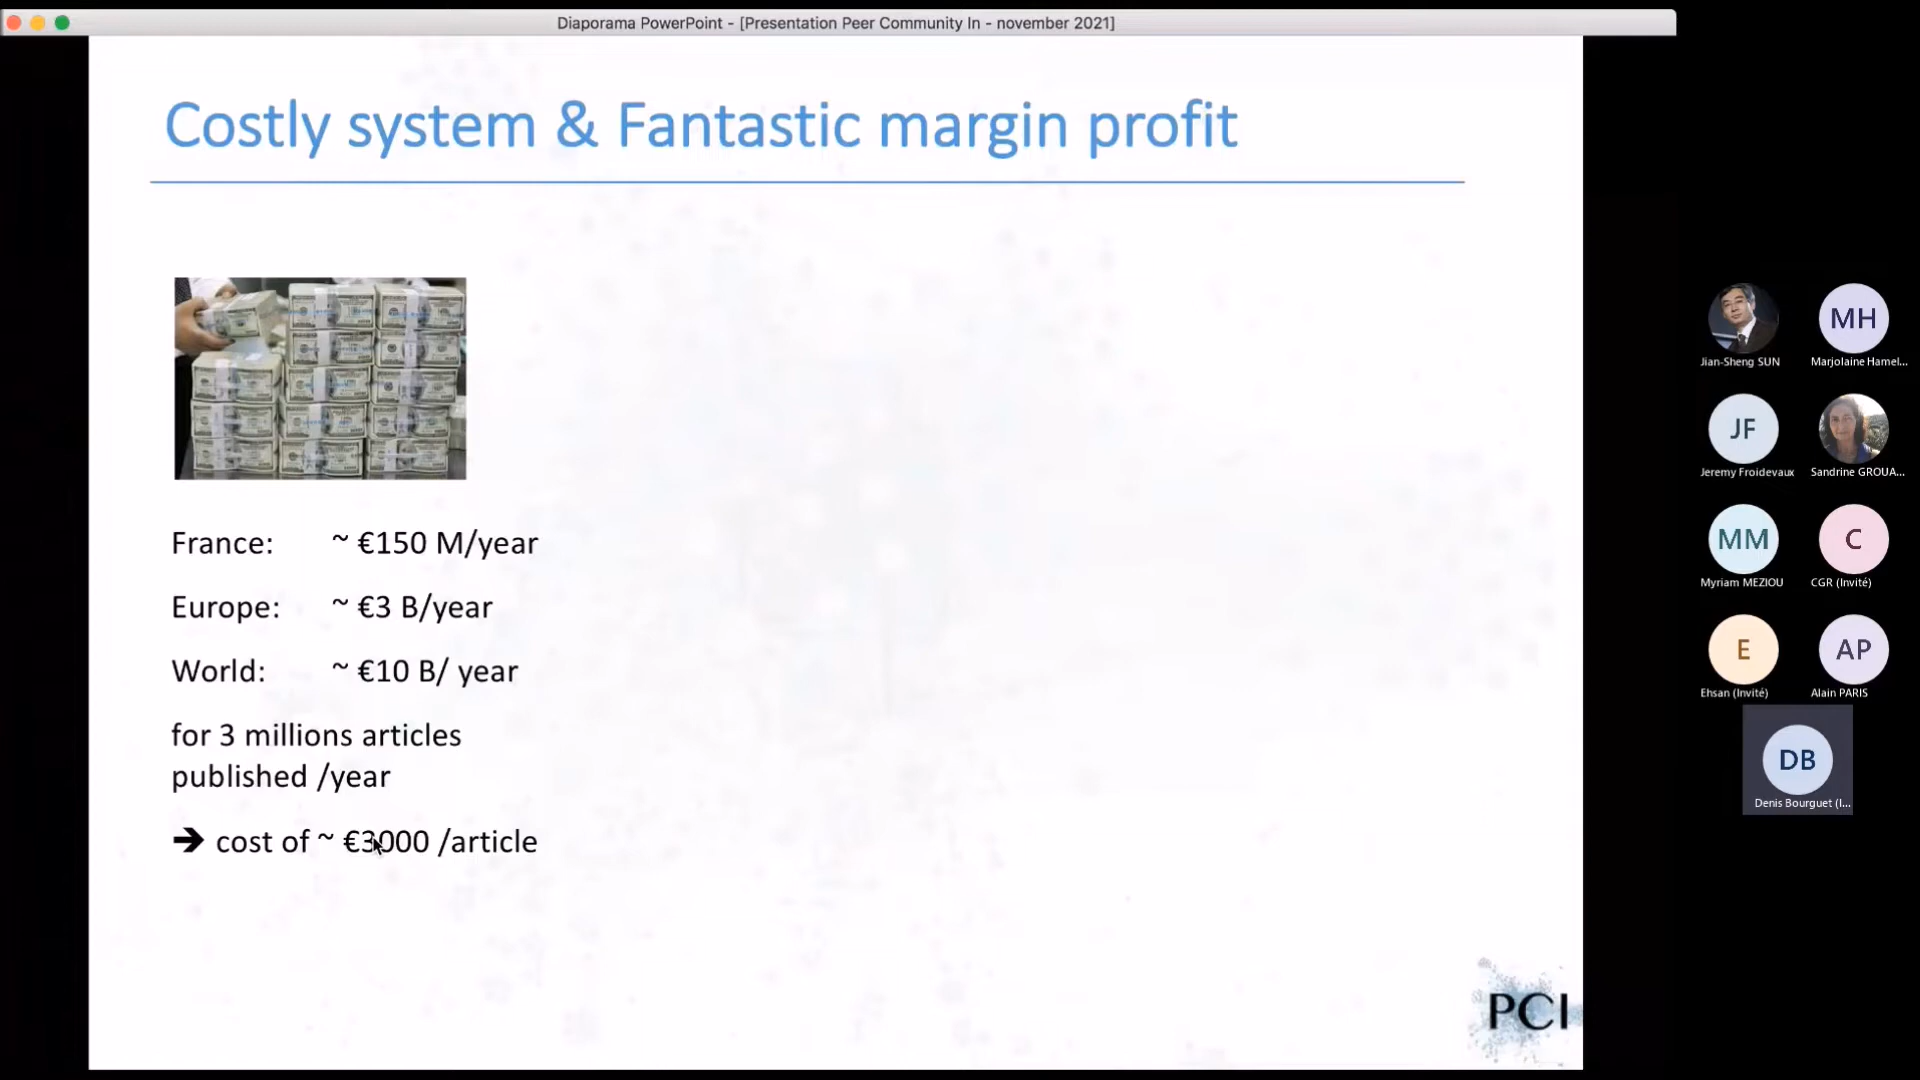 Diaporama PowerPoint - [Presentation Peer Community In - november 2021]
Costly system & Fantastic margin profit
France: ~ €150 M/year
Europe: ~ €3 B/year
World: ~ €10 B/ year
for 3 millions articles
published /year
➔ cost of ~ €3000 /article
PCI
MH
Jian-Sheng SUN
Marjolaine Hamel...
JF
Jeremy Froidevaux
Sandrine GROUA...
MM
C
Myriam MEZIOU
CGR (Invité)
E
AP
Ehsan (Invité)
Alain PARIS
DB
Denis Bourguet (I...